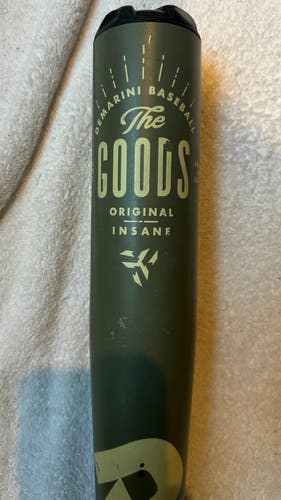 DEMARINI BASEBALL
The
GOODS
ORIGINAL
INSANE